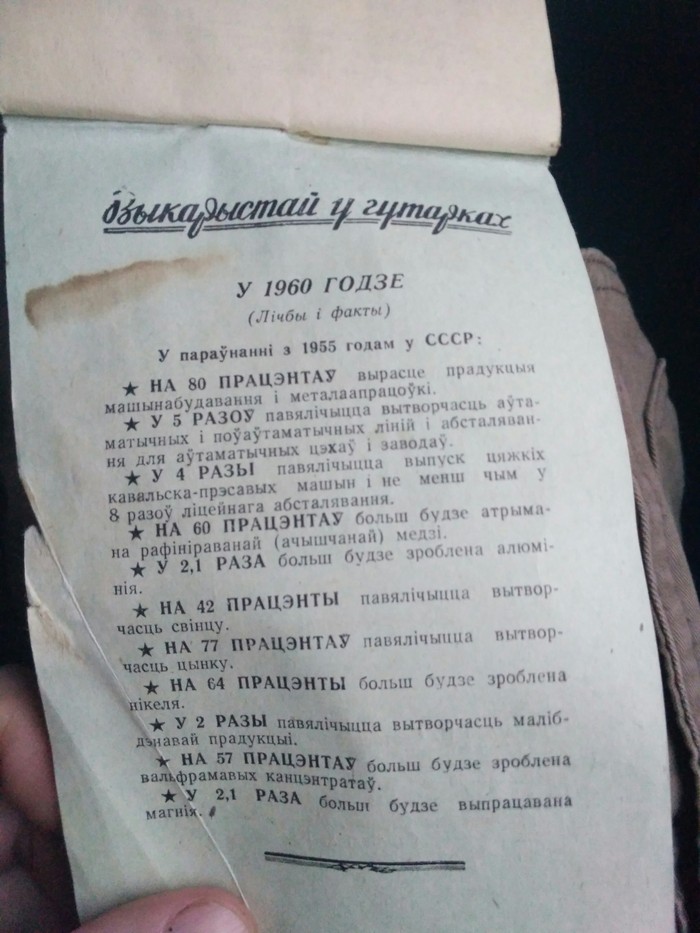 выкарыстай у гутарках
У 1960 ГОДЗЕ
(Лічбы і факты)
У параўнанні з 1955 годам у СССР:
★ НА 80 ПРАЦЭНТАЎ вырасце прадукцыя
машынабудавання і металаапрацоўкі.
★ У 5 РАЗОЎ павялічыцца вытворчасць аўта-
матычных і поўаўтаматычных ліній і абсталяван-
ня для аўтаматычных цэхаў і заводаў.
★ У 4 РАЗЫ павялічыцца выпуск цяжкіх
кавальска-прэсавых машын і не менш чым у
8 разоў ліцейнага абсталявання.
★ НА 60 ПРАЦЭНТАЎ больш будзе атрыма-
на рафініраванай (ачышчанай) медзі.
★ У 2,1 РАЗА больш будзе зроблена алюмі-
нія.
★ НА 42 ПРАЦЭНТЫ павялічыцца вытвор-
часць свінцу.
★ НА 77 ПРАЦЭНТАЎ павялічыцца вытвор-
часць цынку.
★ НА 64 ПРАЦЭНТЫ больш будзе зроблена
нікеля.
★ У 2 РАЗЫ павялічыцца вытворчасць маліб-
дэнавай прадукцыі.
★ НА 57 ПРАЦЭНТАЎ больш будзе зроблена
вальфрамавых канцэнтратаў.
★ У 2,1 РАЗА больш будзе выпрацавана
магнія.